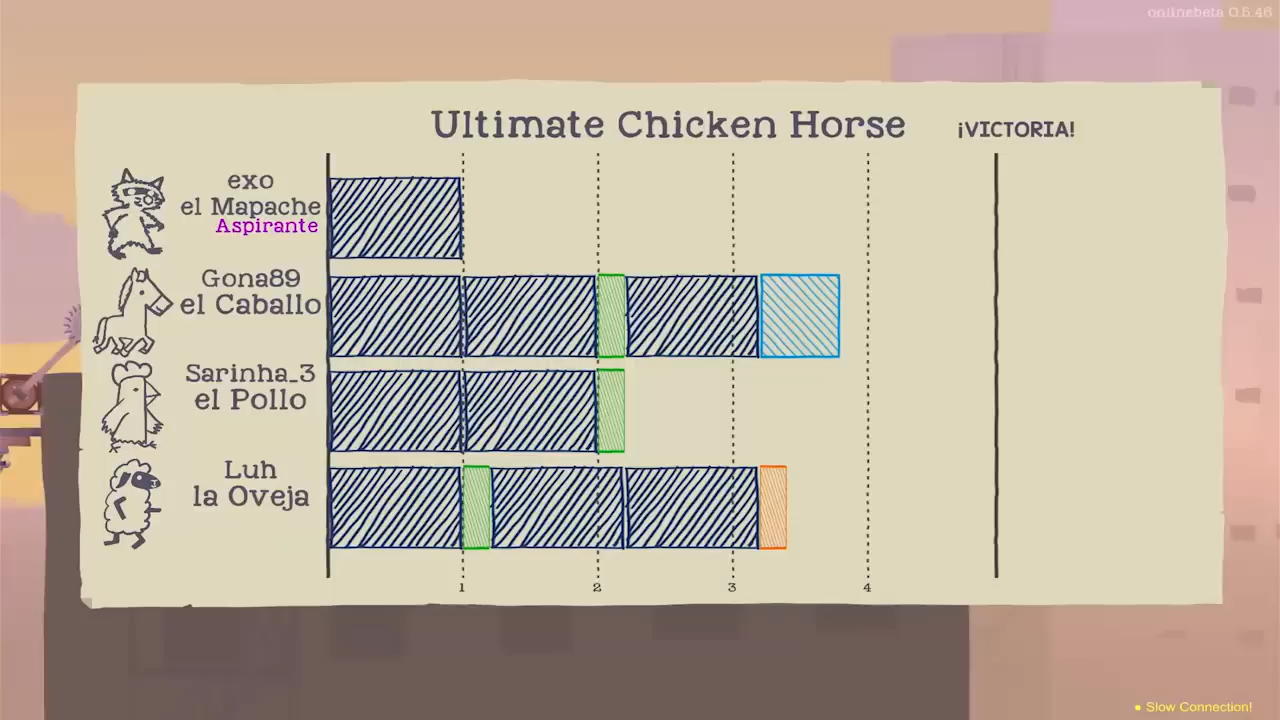 onlinebeta 0.5.46
Ultimate Chicken Horse
¡VICTORIA!
exo
el Mapache
Aspirante
Gona89
el Caballo
Sarinha_3
el Pollo
Luh
la Oveja
1 2 3 4
Slow Connection!